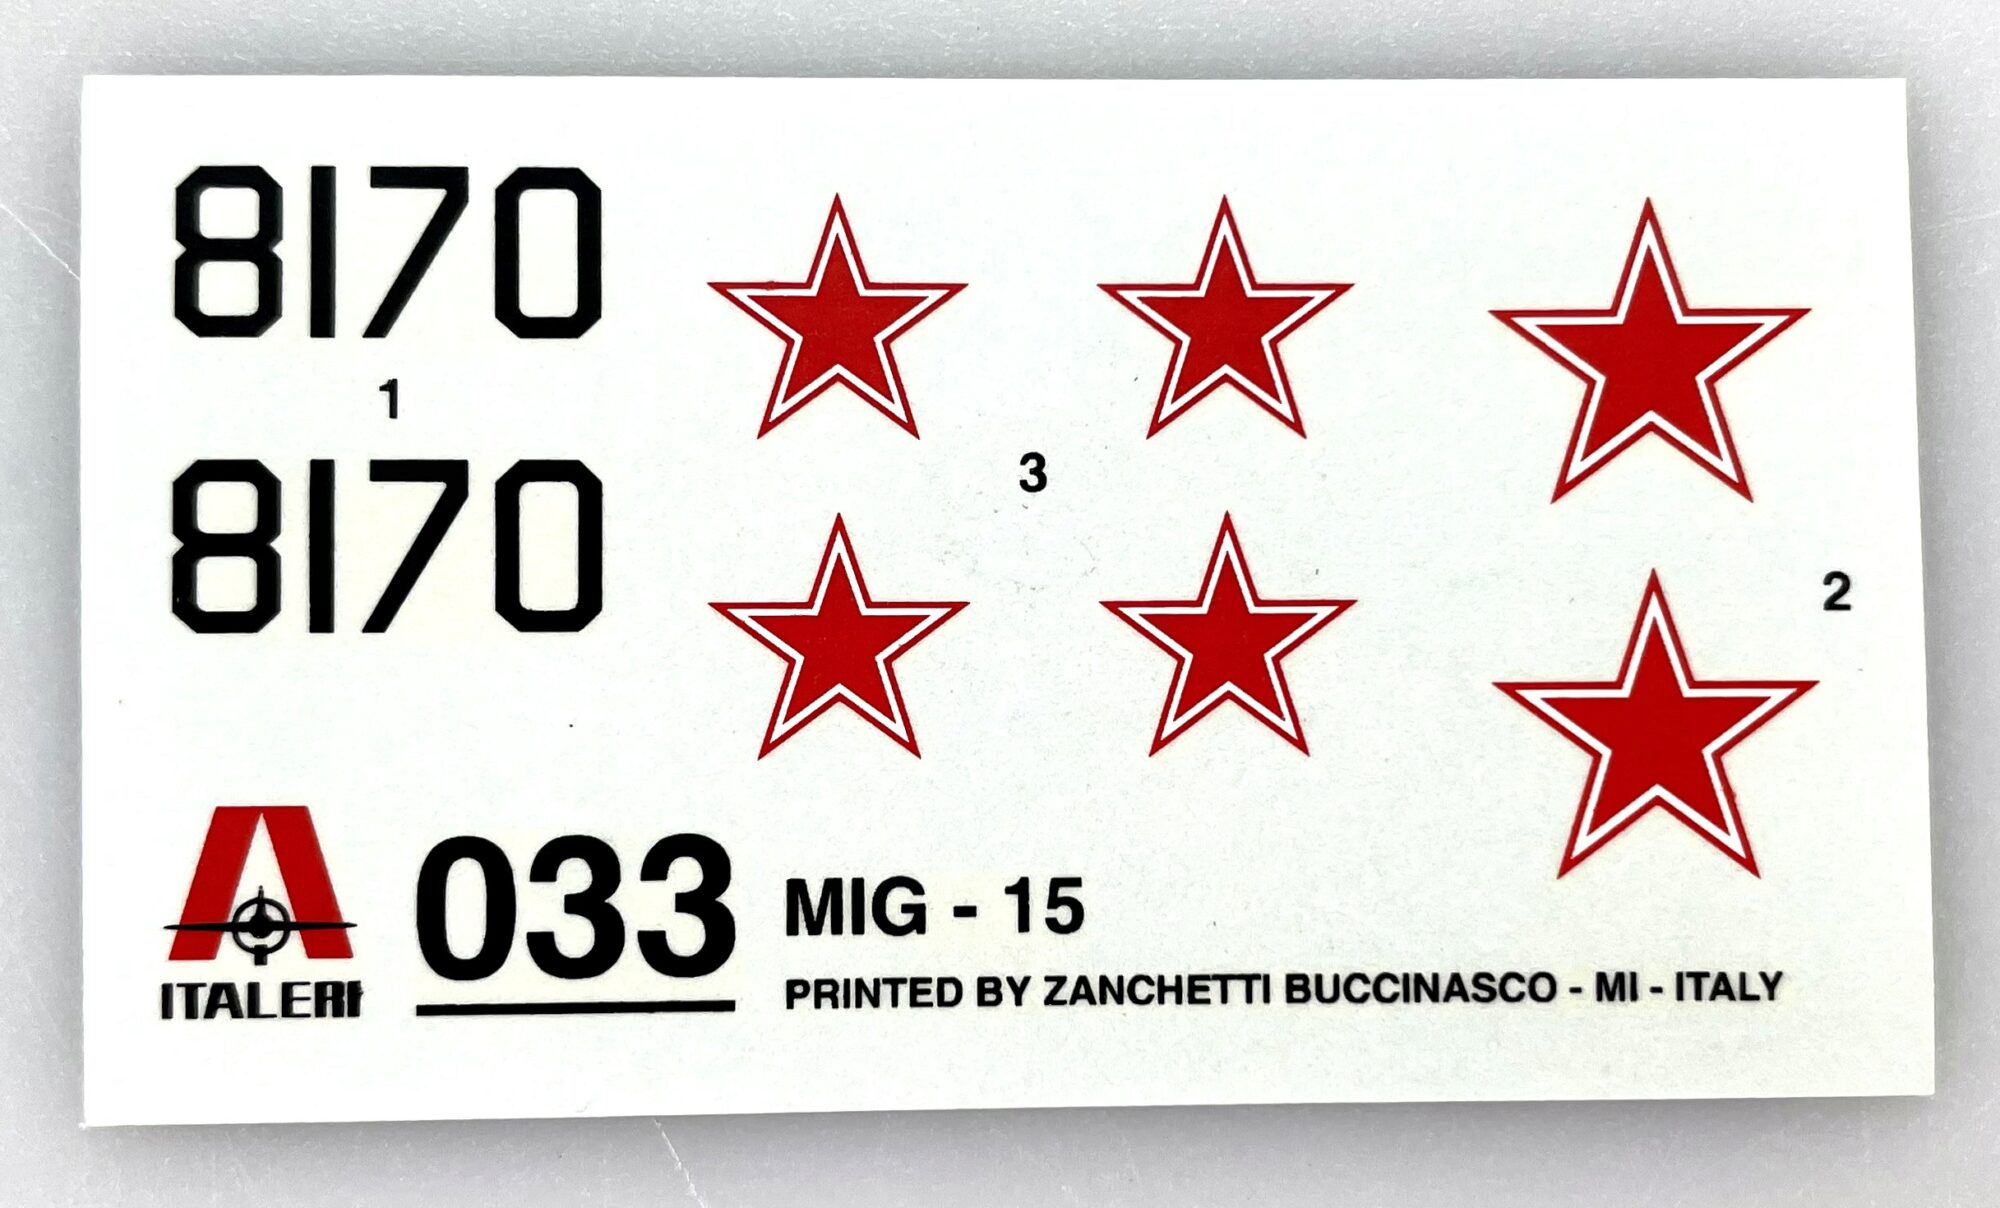 8170
1
8170
3
2
ITALERI
033
MIG - 15
PRINTED BY ZANCHETTI BUCCINASCO - MI - ITALY